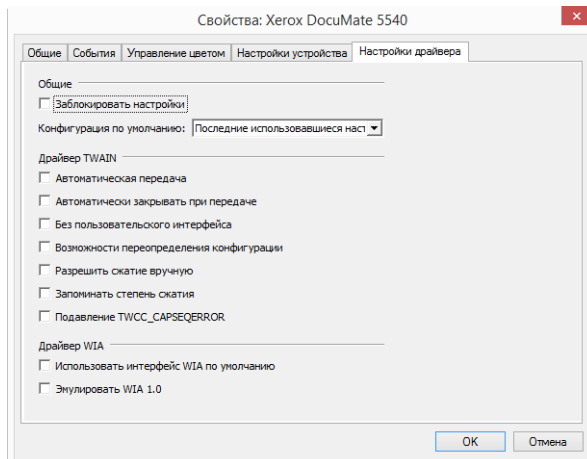 Свойства: Xerox DocuMate 5540
Общие События Управление цветом Настройки устройства Настройки драйвера
Общие
Заблокировать настройки
Конфигурация по умолчанию: Последние использовавшиеся наст
Драйвер TWAIN
Автоматическая передача
Автоматически закрывать при передаче
Без пользовательского интерфейса
Возможности переопределения конфигурации
Разрешить сжатие вручную
Запоминать степень сжатия
Подавление TWCC_CAPSEQERROR
Драйвер WIA
Использовать интерфейс WIA по умолчанию
Эмулировать WIA 1.0
OK Отмена